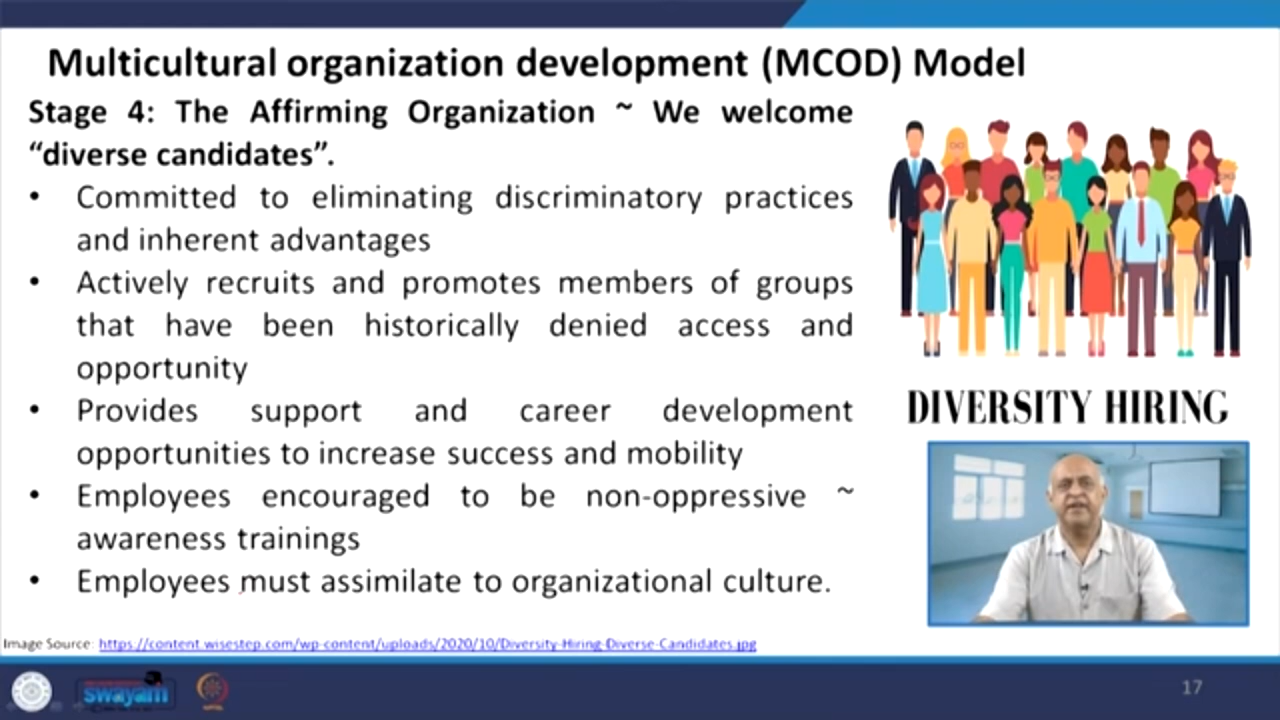 Multicultural organization development (MCOD) Model
Stage 4: The Affirming Organization ~ We welcome
“diverse candidates”.
• Committed to eliminating discriminatory practices
and inherent advantages
• Actively recruits and promotes members of groups
that have been historically denied access and
opportunity
• Provides support and career development
opportunities to increase success and mobility
• Employees encouraged to be non-oppressive ~
awareness trainings
• Employees must assimilate to organizational culture.
DIVERSITY HIRING
Image Source: https://content.wisestep.com/wp-content/uploads/2020/10/Diversity-Hiring-Diverse-Candidates.jpg
swayam
17